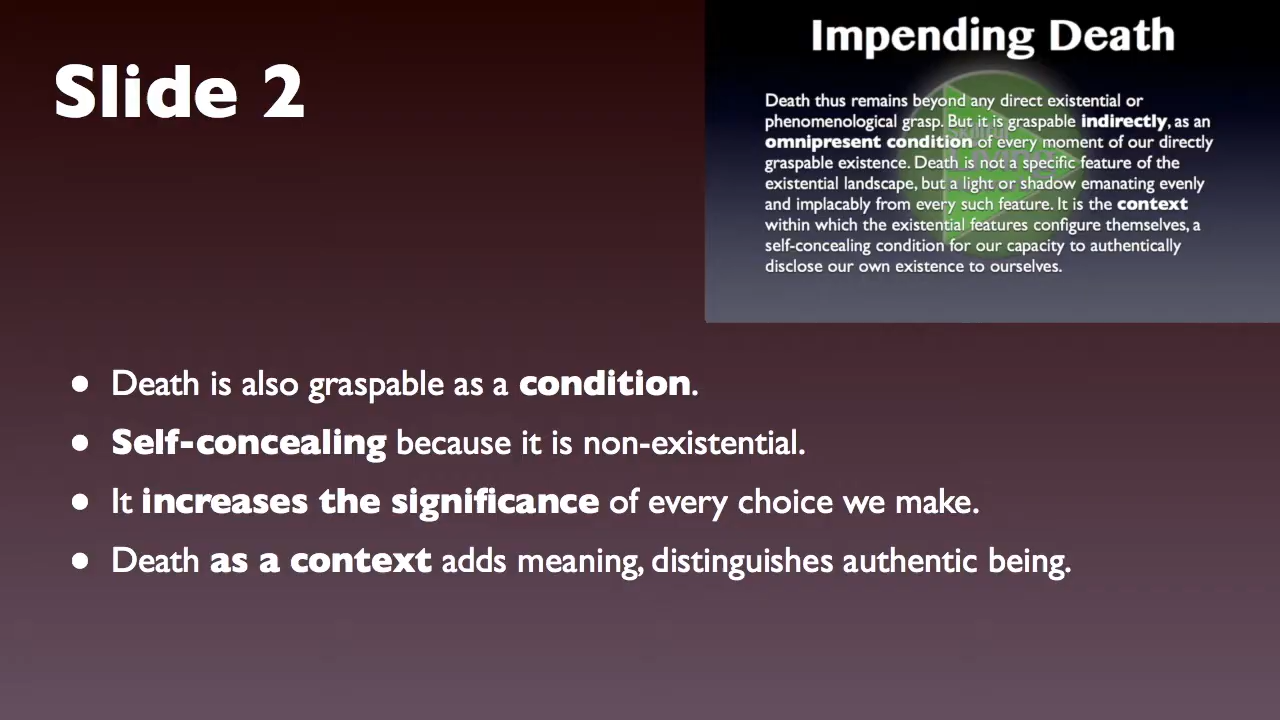 Slide 2
Impending Death
Death thus remains beyond any direct existential or
phenomenological grasp. But it is graspable indirectly, as an
omnipresent condition of every moment of our directly
graspable existence. Death is not a specific feature of the
existential landscape, but a light or shadow emanating evenly
and implacably from every such feature. It is the context
within which the existential features configure themselves, a
self-concealing condition for our capacity to authentically
disclose our own existence to ourselves.
● Death is also graspable as a condition.
● Self-concealing because it is non-existential.
● It increases the significance of every choice we make.
● Death as a context adds meaning, distinguishes authentic being.